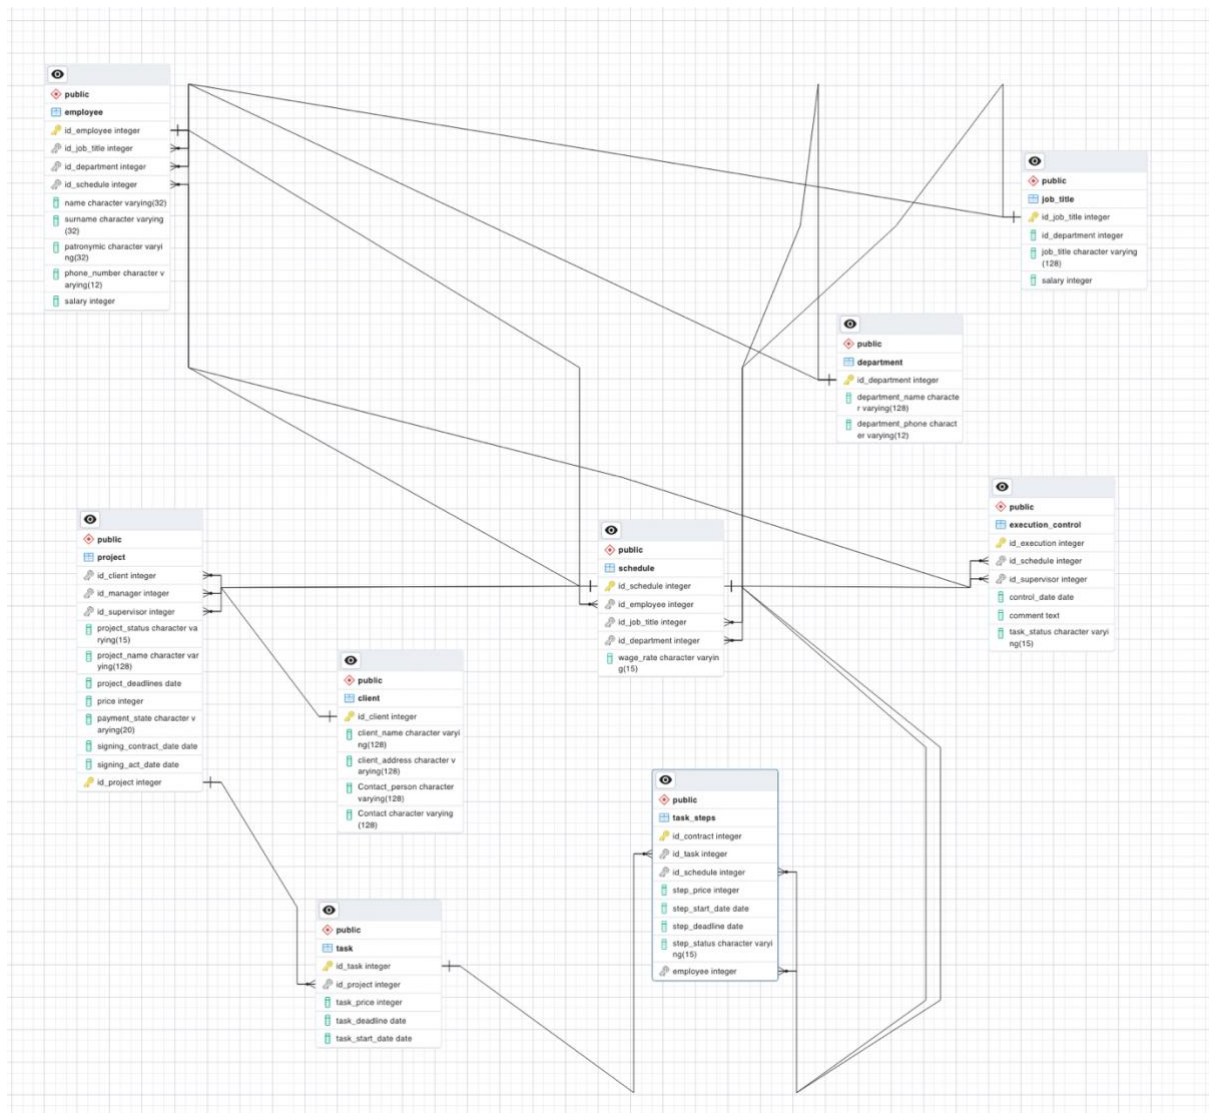 public
employee
id_employee integer
id_job_title integer
id_department integer
id_schedule integer
name character varying(32)
surname character varying
(32)
patronymic character varyi
ng(32)
phone_number character v
arying(12)
salary integer
public
job_title
id_job_title integer
id_department integer
job_title character varying
(128)
salary integer
public
department
id_department integer
department_name characte
r varying(128)
department_phone charact
er varying(12)
public
execution_control
id_execution integer
id_schedule integer
id_supervisor integer
control_date date
comment text
task_status character varyi
ng(15)
public
project
id_client integer
id_manager integer
id_supervisor integer
project_status character va
rying(15)
project_name character var
ying(128)
project_deadlines date
price integer
payment_state character v
arying(20)
signing_contract_date date
signing_act_date date
id_project integer
public
schedule
id_schedule integer
id_employee integer
id_job_title integer
id_department integer
wage_rate character varyin
g(15)
public
client
id_client integer
client_name character varyi
ng(128)
client_address character v
arying(128)
Contact_person character
varying(128)
Contact character varying
(128)
public
task_steps
id_contract integer
id_task integer
id_schedule integer
step_price integer
step_start_date date
step_deadline date
step_status character varyi
ng(15)
employee integer
public
task
id_task integer
id_project integer
task_price integer
task_deadline date
task_start_date date